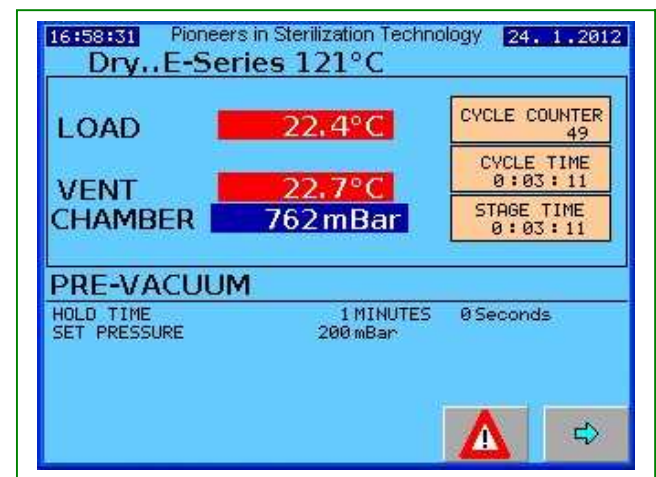 16:58:31 Pioneers in Sterilization Technology 24. 1.2012
Dry..E-Series 121°C
LOAD 22.4°C
CYCLE COUNTER
49
CYCLE TIME
0:03:11
VENT 22.7°C
CHAMBER 762mBar
STAGE TIME
0:03:11
PRE-VACUUM
HOLD TIME 1 MINUTES 0 Seconds
SET PRESSURE 200 mBar
!